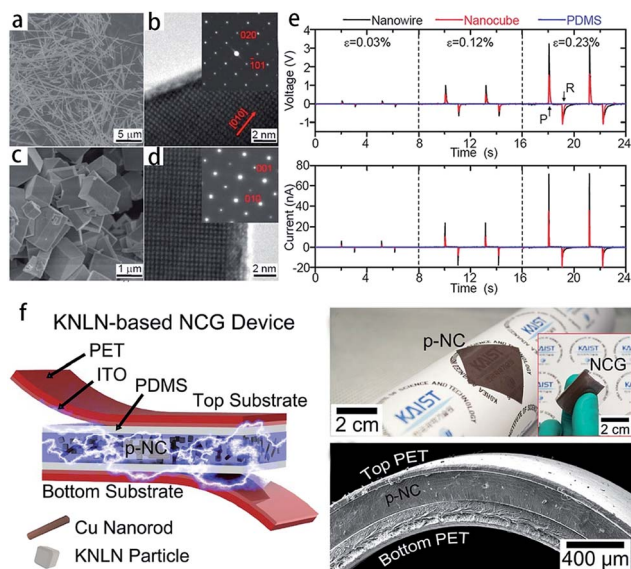 a
5 μm
b
020
101
[010]
2 nm
c
1 μm
d
001
010
2 nm
e
Nanowire
Nanocube
PDMS
ε=0.03%
ε=0.12%
ε=0.23%
Voltage (V)
4
3
2
1
0
-1
R
P
0 4 8 12 16 20 24
Time (s)
Current (nA)
80
60
40
20
0
-20
0 4 8 12 16 20 24
Time (s)
f
KNLN-based NCG Device
PET
ITO
PDMS
Top Substrate
p-NC
Bottom Substrate
Cu Nanorod
KNLN Particle
p-NC
KAIST
2 cm
NCG
KAIST
2 cm
Top PET
p-NC
Bottom PET
400 μm